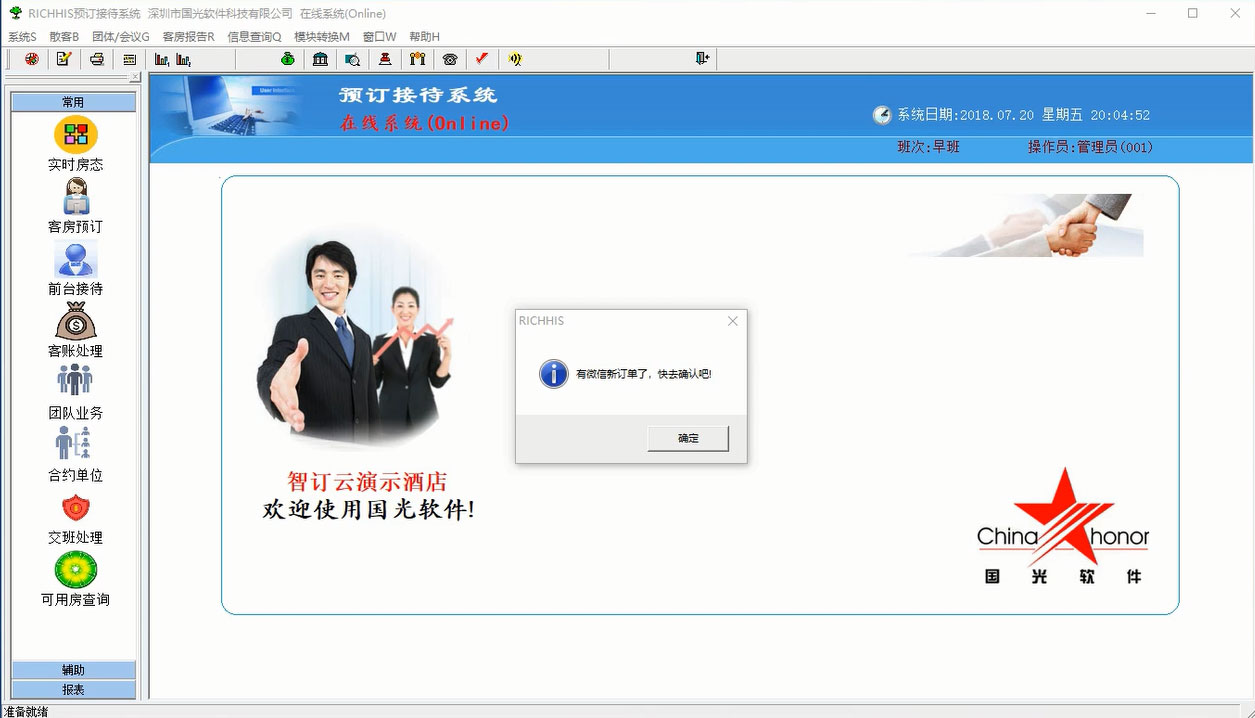 RICHHIS预订接待系统 深圳市国光软件科技有限公司 在线系统(Online)
系统S 散客B 团体/会议G 客房报告R 信息查询Q 模块转换M 窗口W 帮助H
常用
实时房态
客房预订
前台接待
客账处理
团队业务
合约单位
交班处理
可用房查询
辅助
报表
User Interface
预订接待系统
在线系统(Online)
系统日期:2018.07.20 星期五 20:04:52
班次:早班 操作员:管理员(001)
RICHHIS
有微信新订单了，快去确认吧!
确定
智订云演示酒店
欢迎使用国光软件!
China honor
国光软件
准备就绪